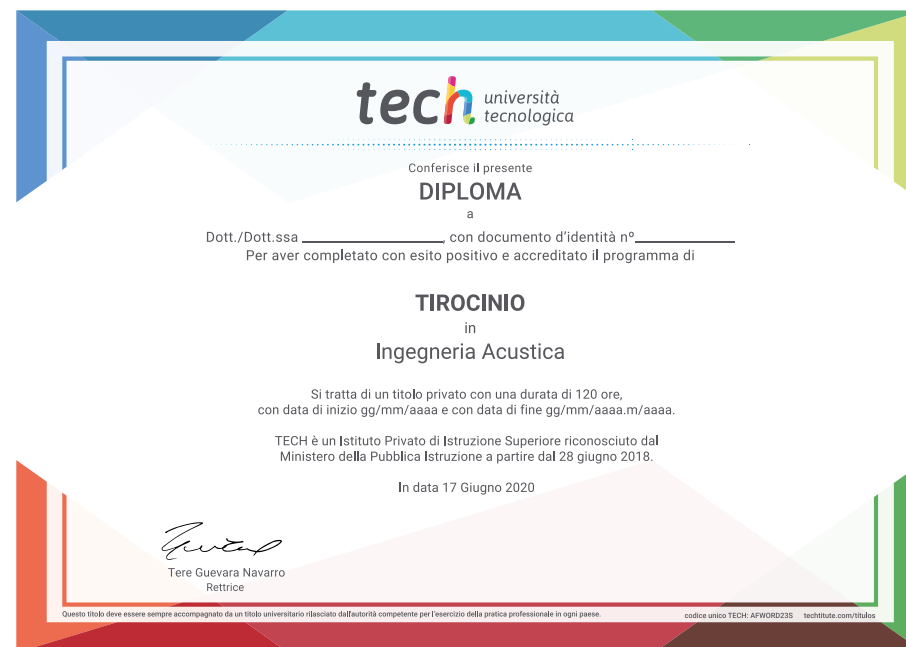 tech università
tecnologica
Conferisce il presente
DIPLOMA
a
Dott./Dott.ssa ____________________, con documento d'identità nº______________
Per aver completato con esito positivo e accreditato il programma di
TIROCINIO
in
Ingegneria Acustica
Si tratta di un titolo privato con una durata di 120 ore,
con data di inizio gg/mm/aaaa e con data di fine gg/mm/aaaa.m/aaaa.
TECH è un Istituto Privato di Istruzione Superiore riconosciuto dal
Ministero della Pubblica Istruzione a partire dal 28 giugno 2018.
In data 17 Giugno 2020
Tere Guevara Navarro
Rettrice
Questo titolo deve essere sempre accompagnato da un titolo universitario rilasciato dall'autorità competente per l'esercizio della pratica professionale in ogni paese.
codice unico TECH: AFWORD23S techtitute.com/titulos